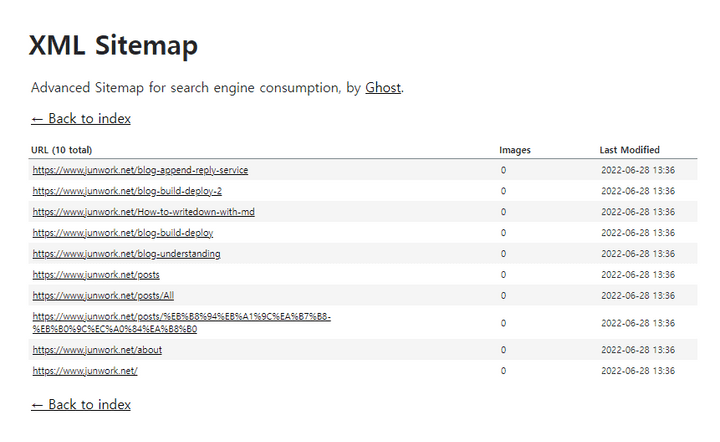 XML Sitemap
Advanced Sitemap for search engine consumption, by Ghost.
← Back to index
URL (10 total) Images Last Modified
https://www.junwork.net/blog-append-reply-service 0 2022-06-28 13:36
https://www.junwork.net/blog-build-deploy-2 0 2022-06-28 13:36
https://www.junwork.net/How-to-writedown-with-md 0 2022-06-28 13:36
https://www.junwork.net/blog-build-deploy 0 2022-06-28 13:36
https://www.junwork.net/blog-understanding 0 2022-06-28 13:36
https://www.junwork.net/posts 0 2022-06-28 13:36
https://www.junwork.net/posts/All 0 2022-06-28 13:36
https://www.junwork.net/posts/%EB%B8%94%EB%A1%9C%EA%B7%B8-
%EB%B0%9C%EC%A0%84%EA%B8%B0 0 2022-06-28 13:36
https://www.junwork.net/about 0 2022-06-28 13:36
https://www.junwork.net/ 0 2022-06-28 13:36
← Back to index